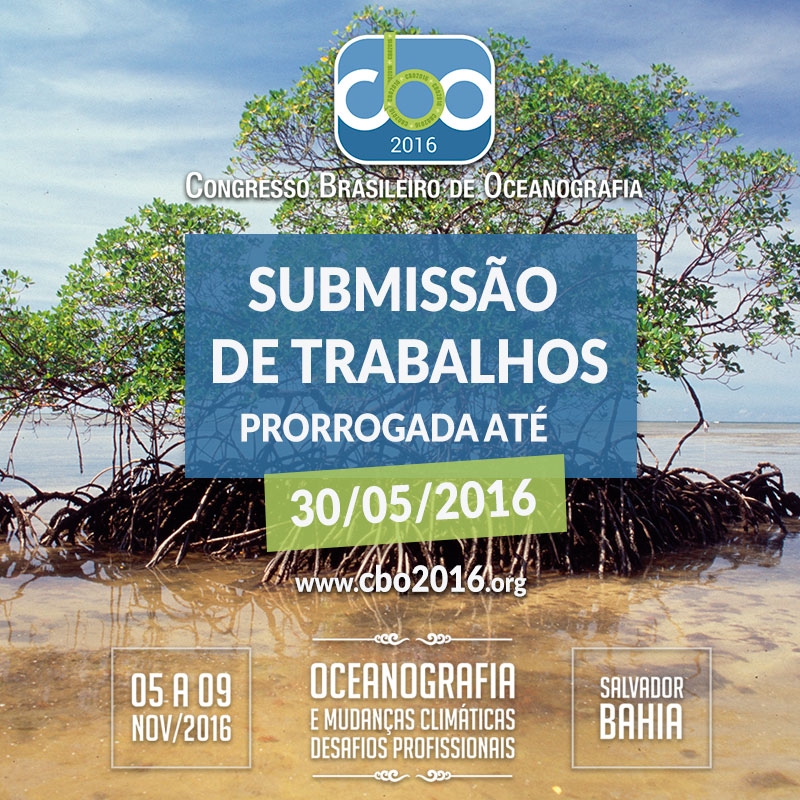 cbo
2016
CONGRESSO BRASILEIRO DE OCEANOGRAFIA
SUBMISSÃO
DE TRABALHOS
PRORROGADA ATÉ
30/05/2016
www.cbo2016.org
05 A 09
NOV/2016
OCEANOGRAFIA
E MUDANÇAS CLIMÁTICAS
DESAFIOS PROFISSIONAIS
SALVADOR
BAHIA